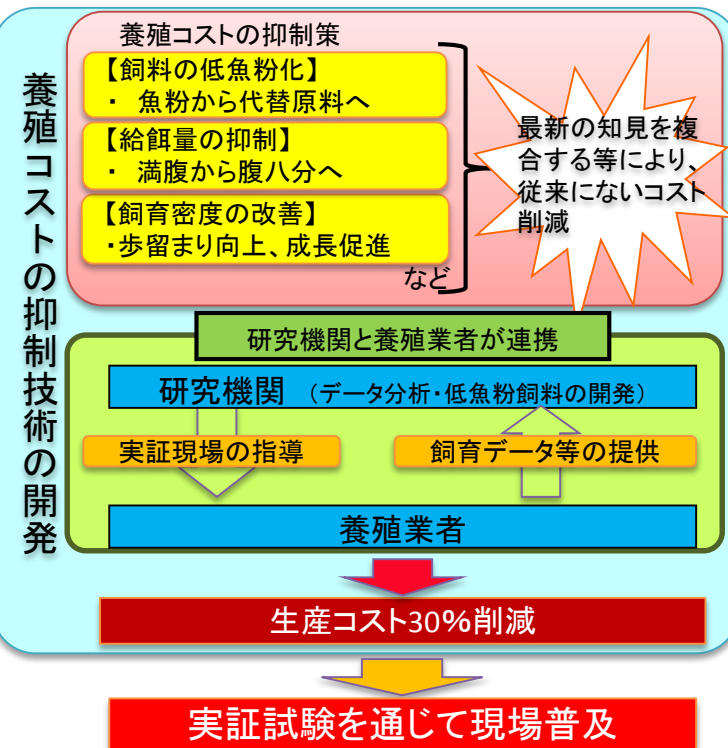 養殖コストの抑制技術の開発
養殖コストの抑制策
【飼料の低魚粉化】
・ 魚粉から代替原料へ
【給餌量の抑制】
・ 満腹から腹八分へ
【飼育密度の改善】
・歩留まり向上、成長促進
など
最新の知見を複
合する等により、
従来にないコスト
削減
研究機関と養殖業者が連携
研究機関 （データ分析・低魚粉飼料の開発）
実証現場の指導
飼育データ等の提供
養殖業者
生産コスト30%削減
実証試験を通じて現場普及